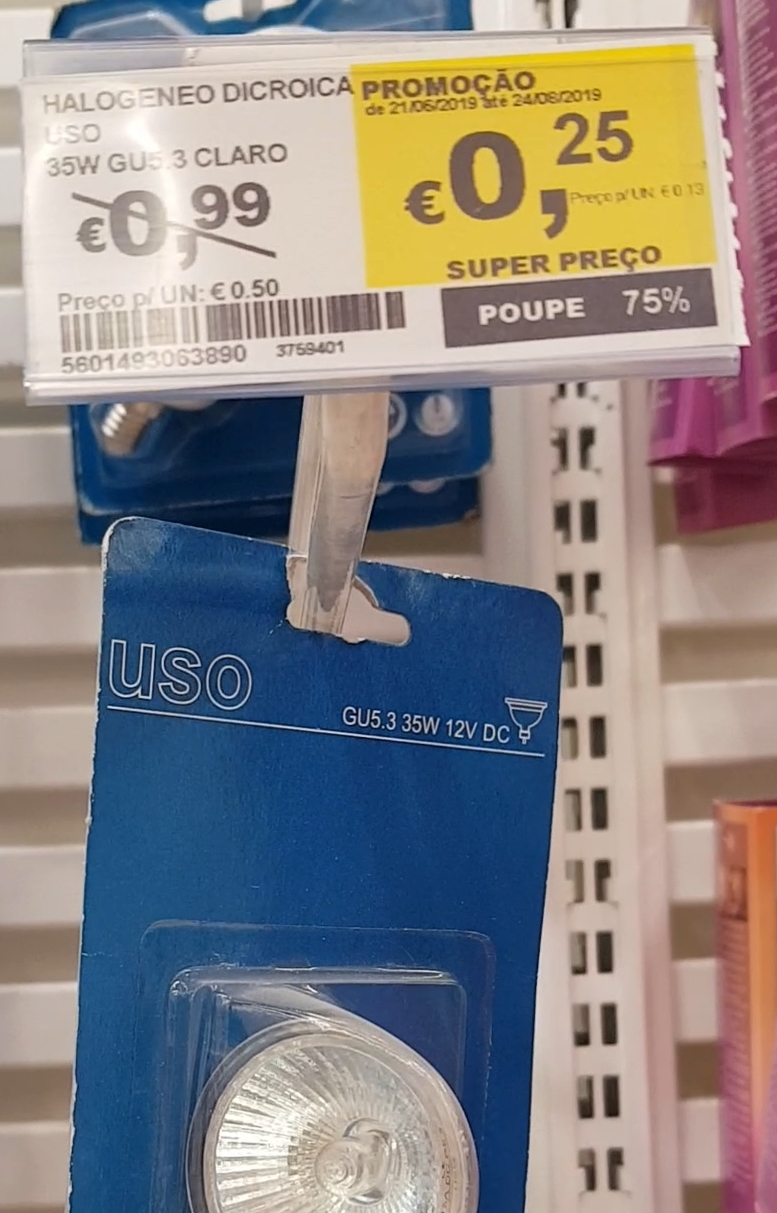 HALOGENEO DICROICA
USO
35W GU5.3 CLARO
€0,99
Preço p/ UN: € 0.50
5601493063890 3759401
PROMOÇÃO
de 21/06/2019 até 24/06/2019
€0,25
Preço p/ UN: € 0.13
SUPER PREÇO
POUPE 75%
uso
GU5.3 35W 12V DC